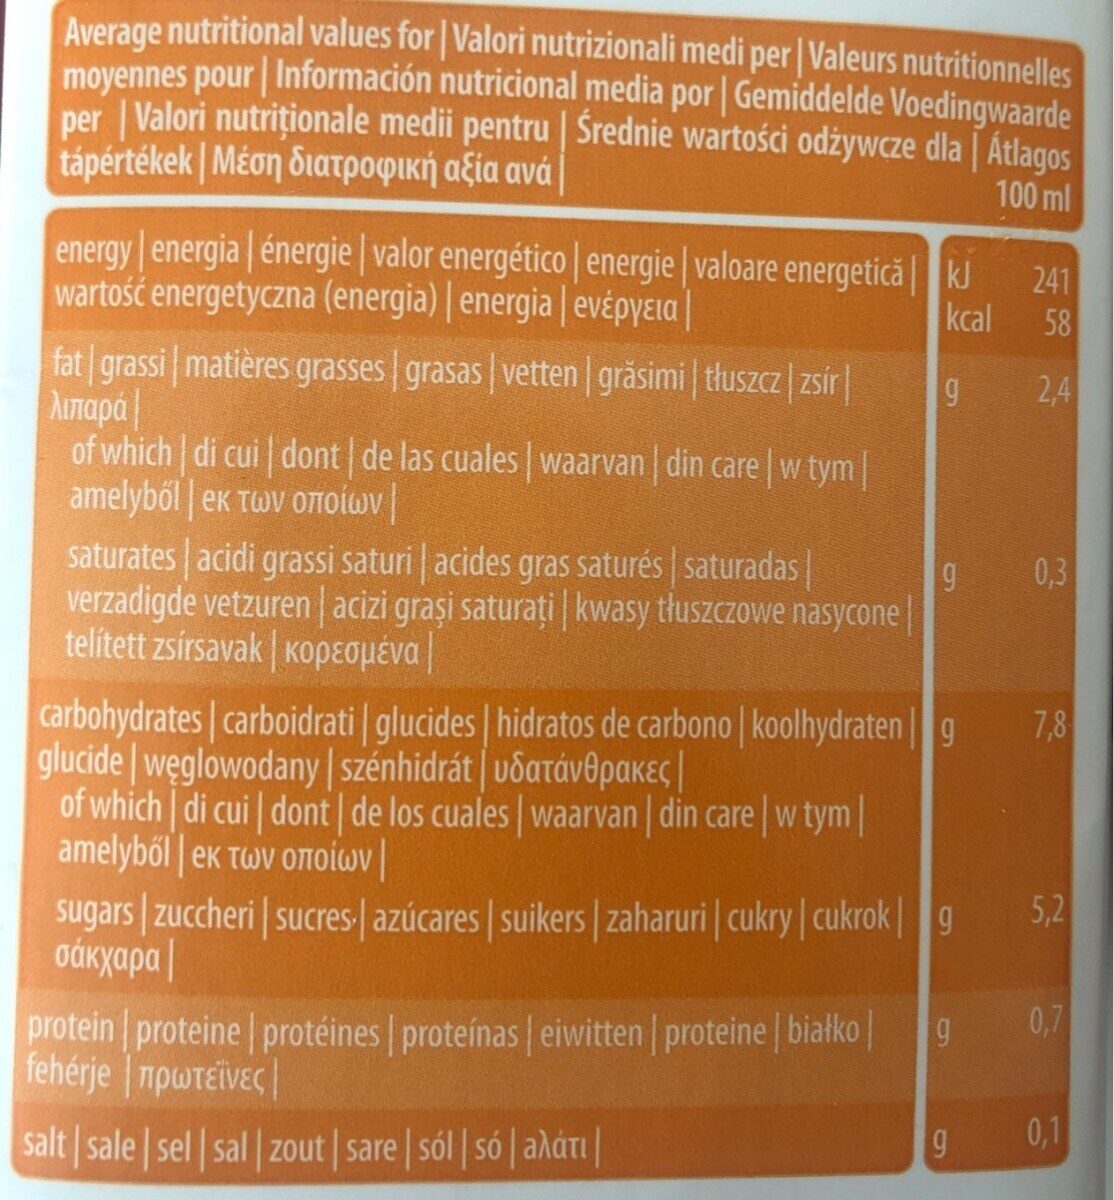 Average nutritional values for | Valori nutrizionali medi per | Valeurs nutritionnelles
moyennes pour | Información nutricional media por | Gemiddelde Voedingwaarde
per | Valori nutriționale medii pentru | Średnie wartości odżywcze dla | Átlagos
tápértékek | Μέση διατροφική αξία ανά |
100 ml
energy | energia | énergie | valor energético | energie | valoare energetică | kJ 241
wartość energetyczna (energia) | energia | ενέργεια | kcal 58
fat | grassi | matières grasses | grasas | vetten | grăsimi | tłuszcz | zsír | g 2,4
λιπαρά |
of which | di cui | dont | de las cuales | waarvan | din care | w tym |
amelyből | εκ των οποίων |
saturates | acidi grassi saturi | acides gras saturés | saturadas | g 0,3
verzadigde vetzuren | acizi grași saturați | kwasy tłuszczowe nasycone |
telített zsírsavak | κορεσμένα |
carbohydrates | carboidrati | glucides | hidratos de carbono | koolhydraten | g 7,8
glucide | węglowodany | szénhidrát | υδατάνθρακες |
of which | di cui | dont | de los cuales | waarvan | din care | w tym |
amelyből | εκ των οποίων |
sugars | zuccheri | sucres | azúcares | suikers | zaharuri | cukry | cukrok | g 5,2
σάκχαρα |
protein | proteine | protéines | proteínas | eiwitten | proteine | białko | g 0,7
fehérje | πρωτεΐνες |
salt | sale | sel | sal | zout | sare | sól | só | aλάτι | g 0,1